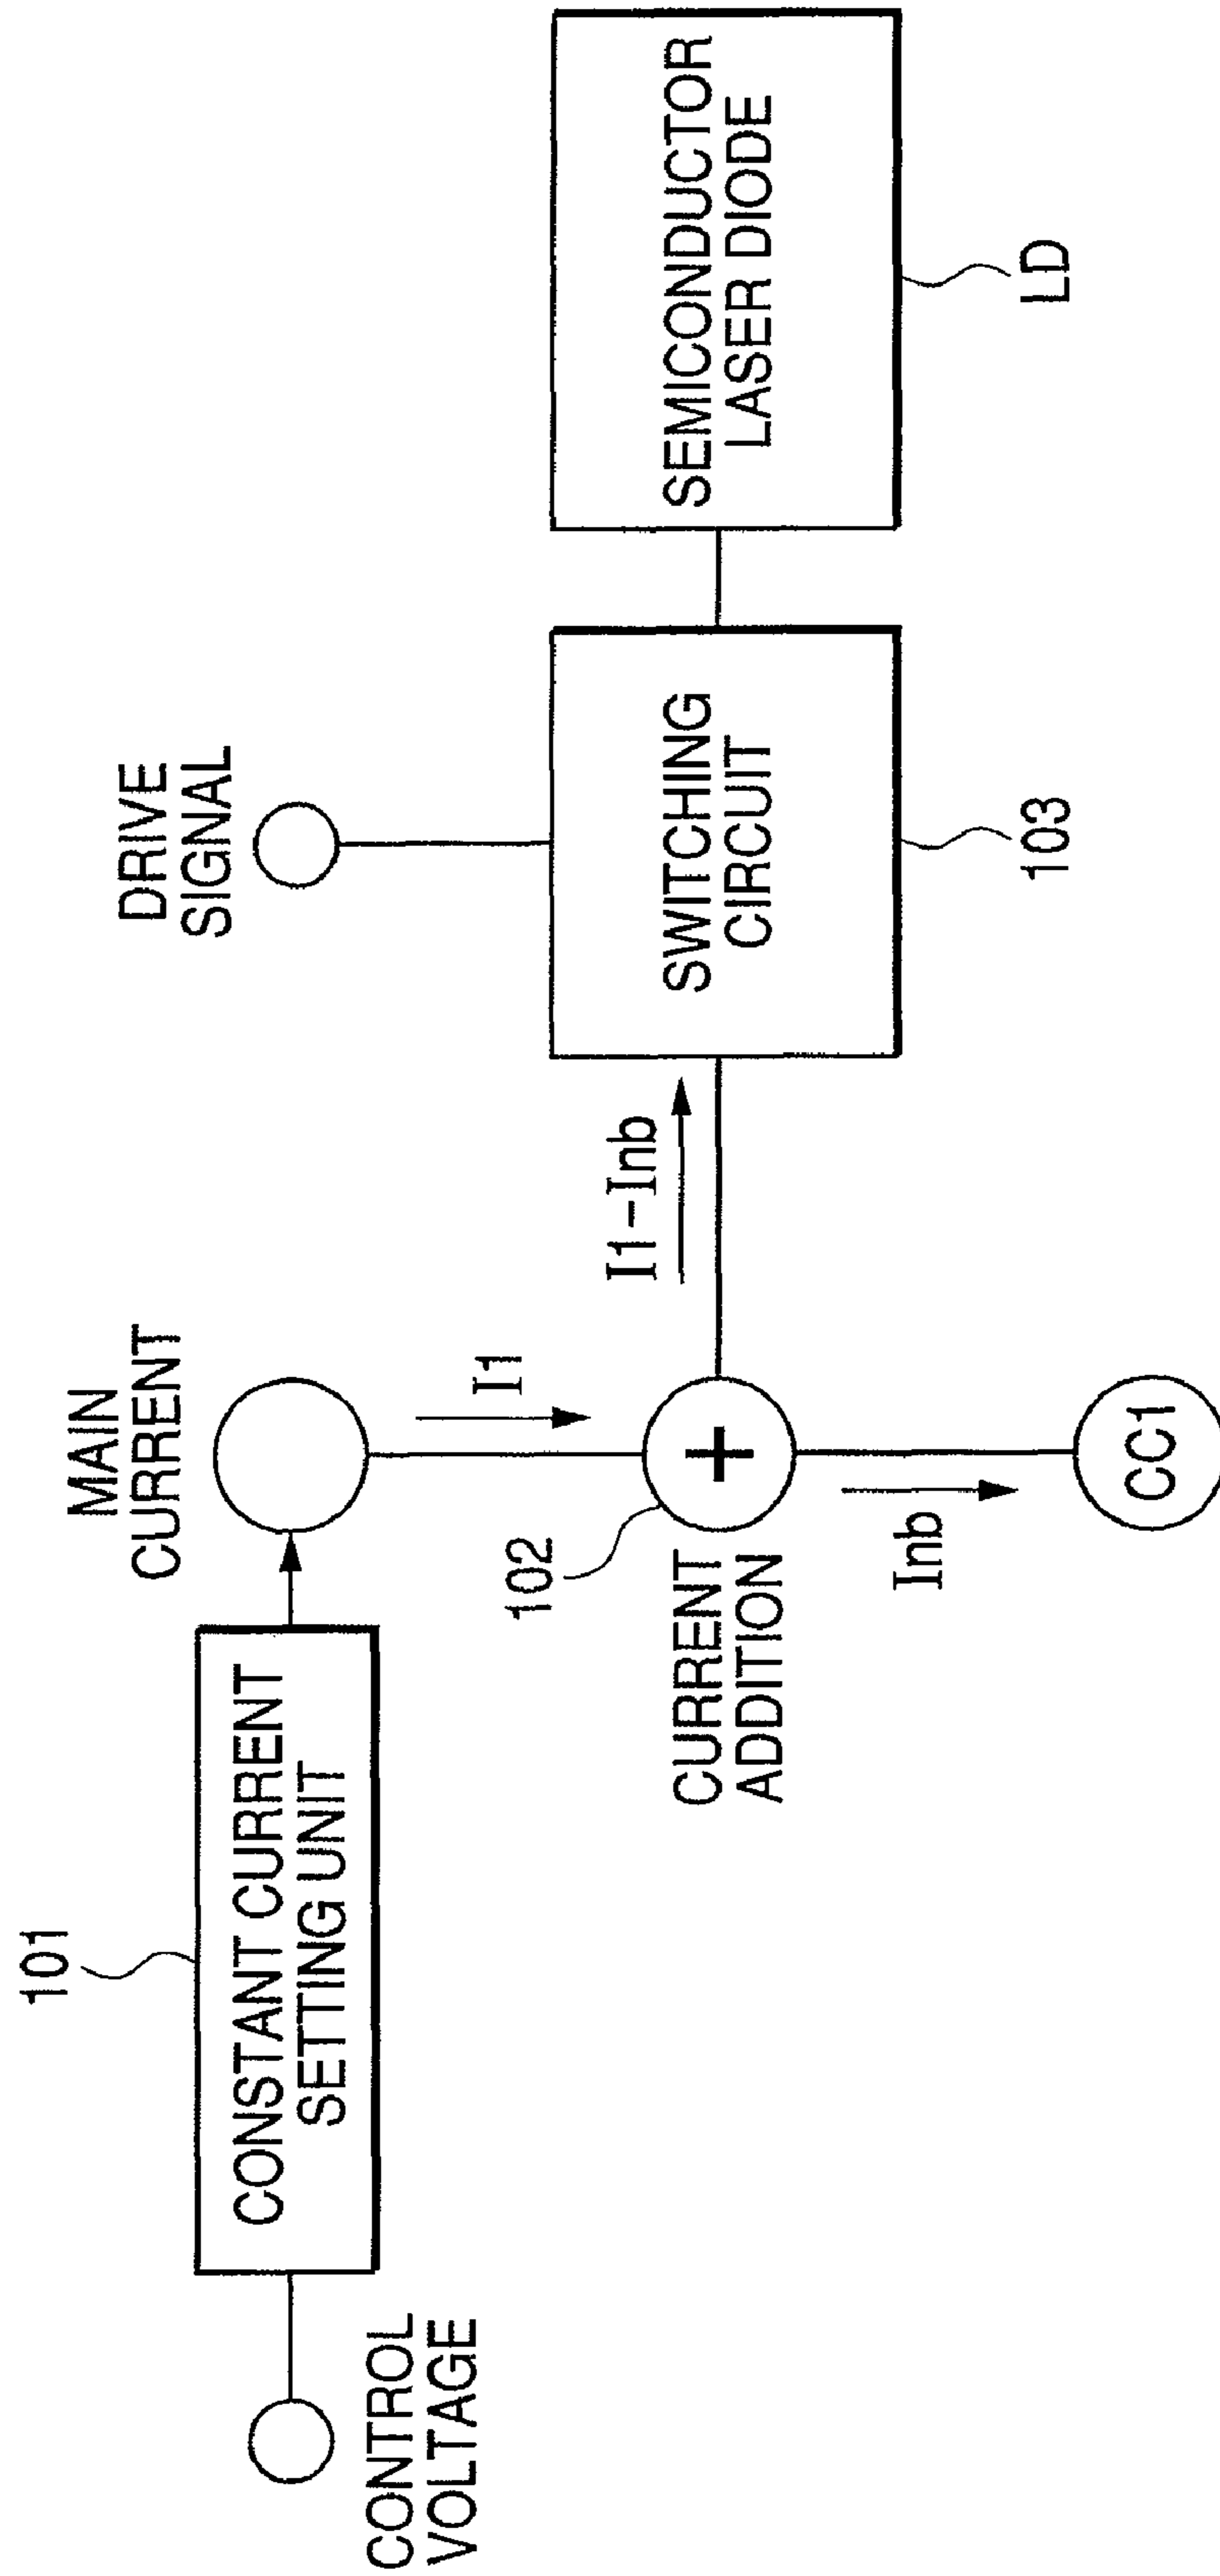 101
CONTROL
VOLTAGE
CONSTANT CURRENT
SETTING UNIT
MAIN
CURRENT
I1
102
CURRENT
ADDITION
Inb
CC1
I1-Inb
DRIVE
SIGNAL
SWITCHING
CIRCUIT
103
SEMICONDUCTOR
LASER DIODE
LD
+